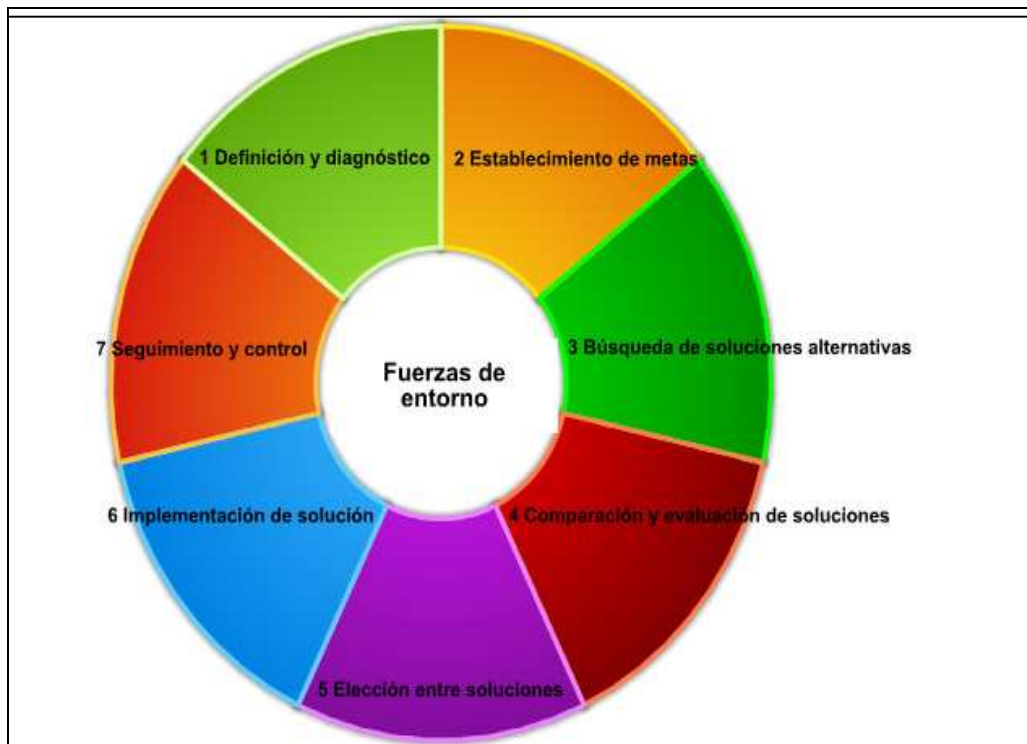 1 Definición y diagnóstico
2 Establecimiento de metas
3 Búsqueda de soluciones alternativas
4 Comparación y evaluación de soluciones
5 Elección entre soluciones
6 Implementación de solución
7 Seguimiento y control
Fuerzas de
entorno